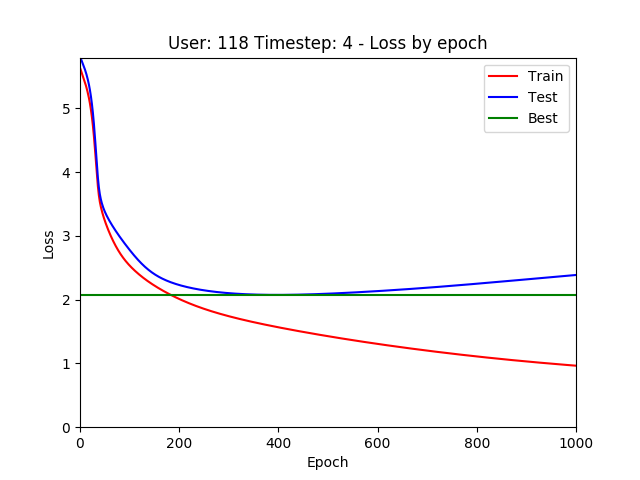 User: 118 Timestep: 4 - Loss by epoch
Train
Test
Best
5
4
3
2
1
0
Loss
0 200 400 600 800 1000
Epoch